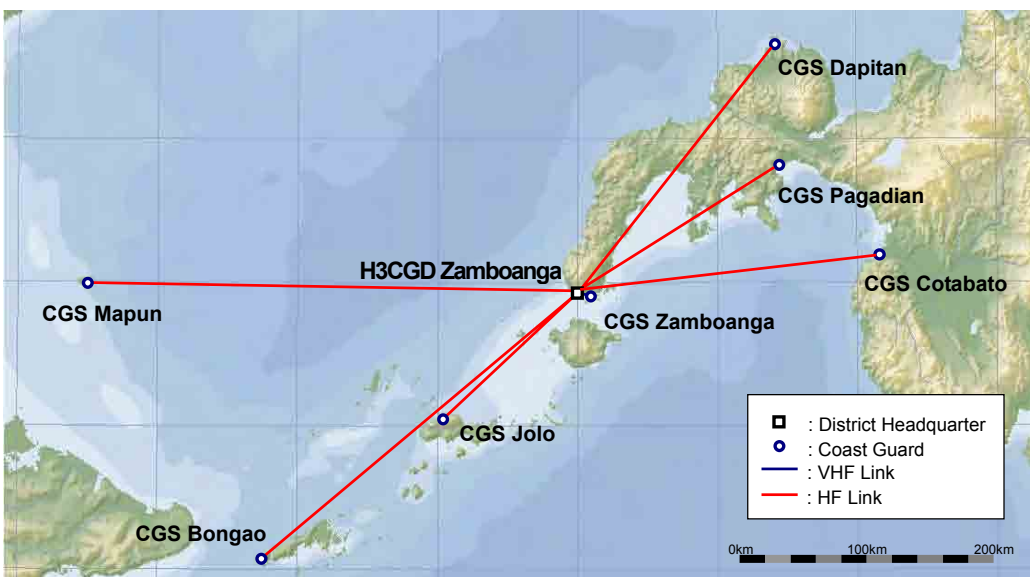 CGS Dapitan
CGS Pagadian
H3CGD Zamboanga
CGS Cotabato
CGS Mapun
CGS Zamboanga
CGS Jolo
CGS Bongao
: District Headquarter
: Coast Guard
: VHF Link
: HF Link
0km 100km 200km